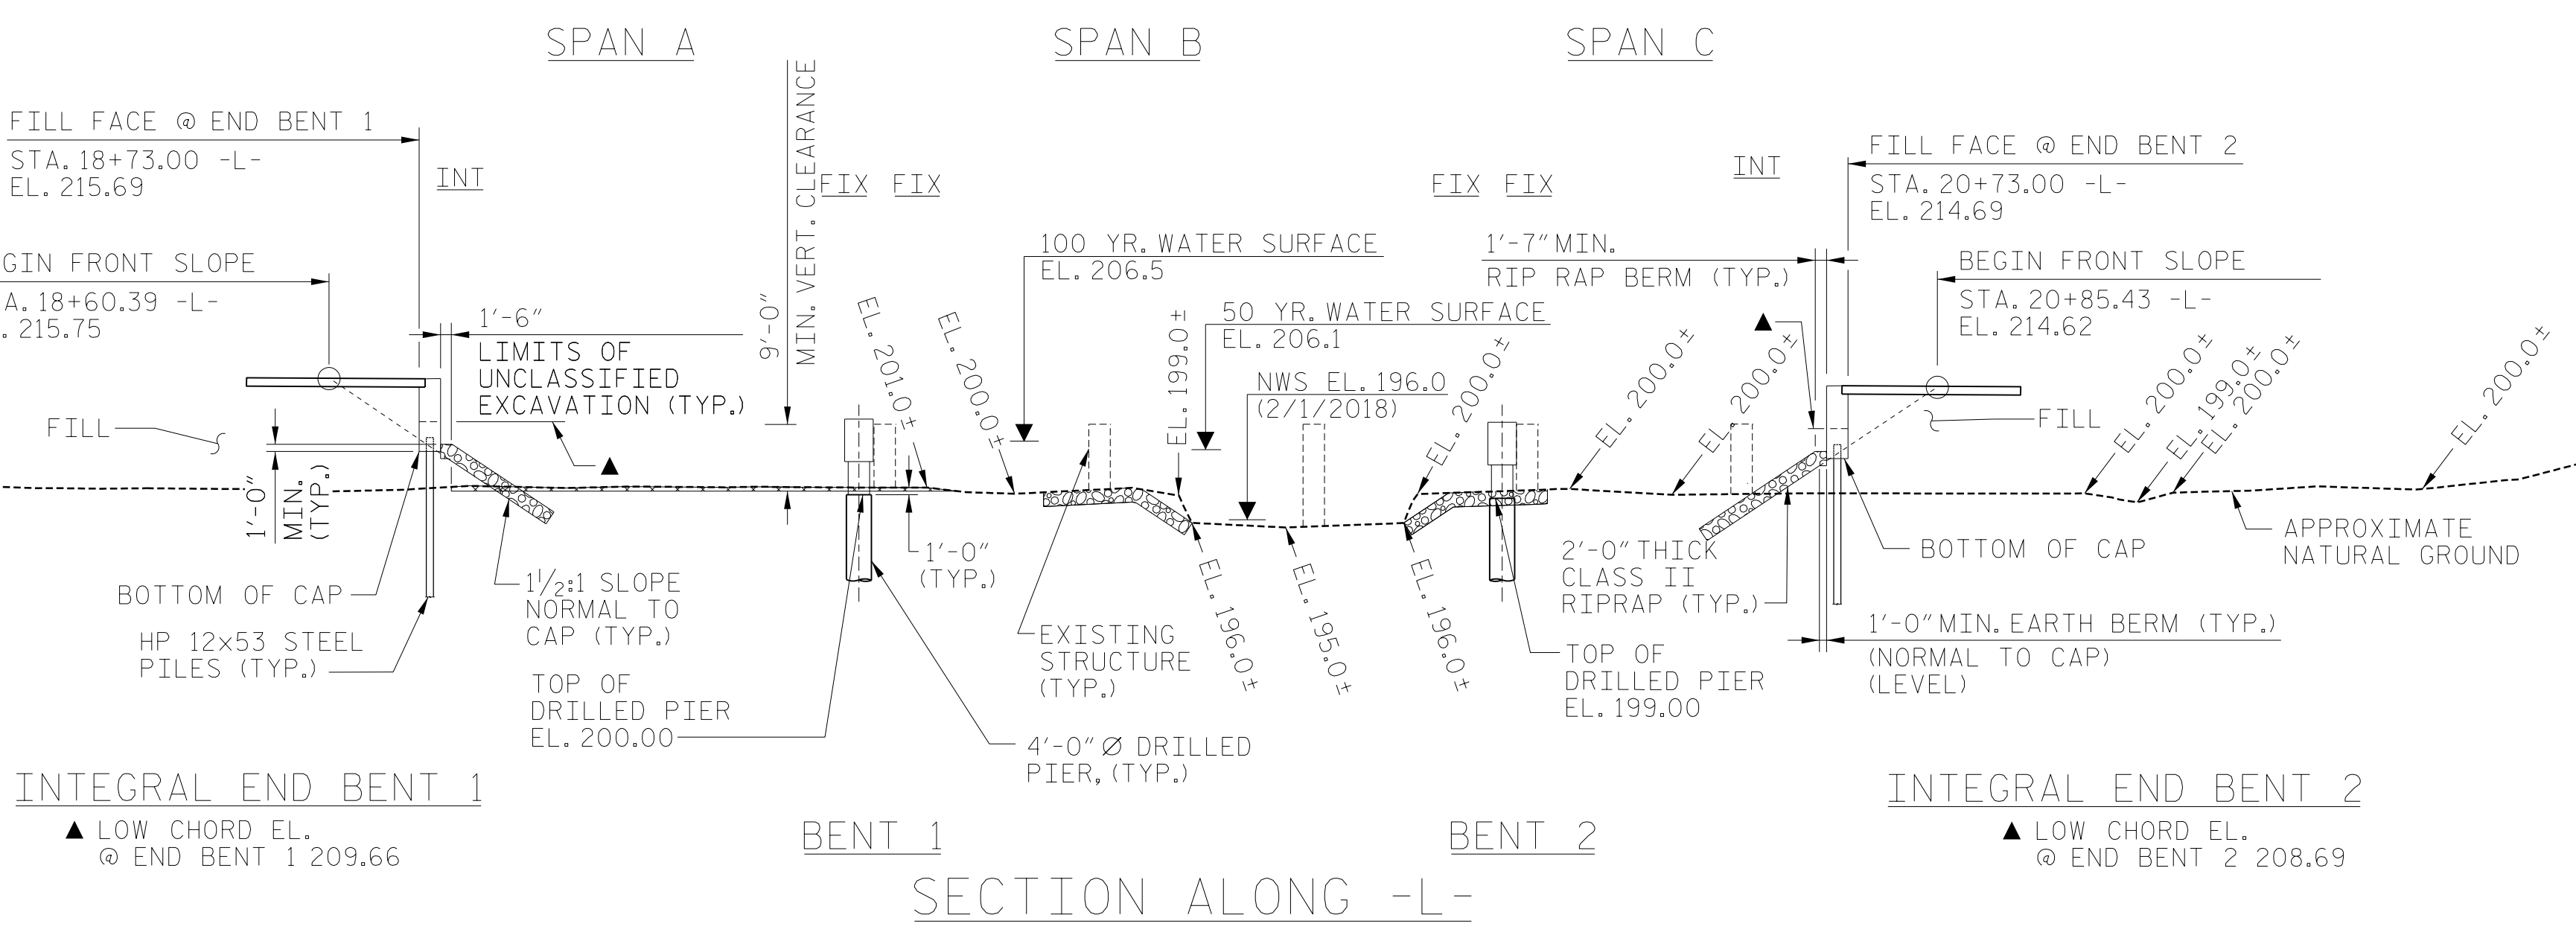 SPAN A
SPAN B
SPAN C
FILL FACE @ END BENT 1
STA. 18+73.00 -L-
EL. 215.69
INT
GIN FRONT SLOPE
A. 18+60.39 -L-
. 215.75
1'-6"
LIMITS OF
UNCLASSIFIED
EXCAVATION (TYP.)
9'-0"
MIN. VERT. CLEARANCE
FIX FIX
100 YR. WATER SURFACE
EL. 206.5
50 YR. WATER SURFACE
EL. 206.1
NWS EL. 196.0
(2/1/2018)
FIX FIX
1'-7" MIN.
RIP RAP BERM (TYP.)
INT
FILL FACE @ END BENT 2
STA. 20+73.00 -L-
EL. 214.69
BEGIN FRONT SLOPE
STA. 20+85.43 -L-
EL. 214.62
EL. 201.0±
EL. 200.0±
EL. 199.0±
EL. 200.0±
EL. 200.0±
EL. 200.0±
EL. 200.0±
EL. 199.0±
EL. 200.0±
EL. 200.0±
FILL
FILL
1'-0"
MIN.
(TYP.)
BOTTOM OF CAP
HP 12x53 STEEL
PILES (TYP.)
1½:1 SLOPE
NORMAL TO
CAP (TYP.)
TOP OF
DRILLED PIER
EL. 200.00
1'-0"
(TYP.)
4'-0" Ø DRILLED
PIER, (TYP.)
EXISTING
STRUCTURE
(TYP.)
EL. 196.0±
EL. 195.0±
EL. 196.0±
2'-0" THICK
CLASS II
RIPRAP (TYP.)
TOP OF
DRILLED PIER
EL. 199.00
BOTTOM OF CAP
1'-0" MIN. EARTH BERM (TYP.)
(NORMAL TO CAP)
(LEVEL)
APPROXIMATE
NATURAL GROUND
INTEGRAL END BENT 1
▲ LOW CHORD EL.
@ END BENT 1 209.66
BENT 1
BENT 2
INTEGRAL END BENT 2
▲ LOW CHORD EL.
@ END BENT 2 208.69
SECTION ALONG -L-